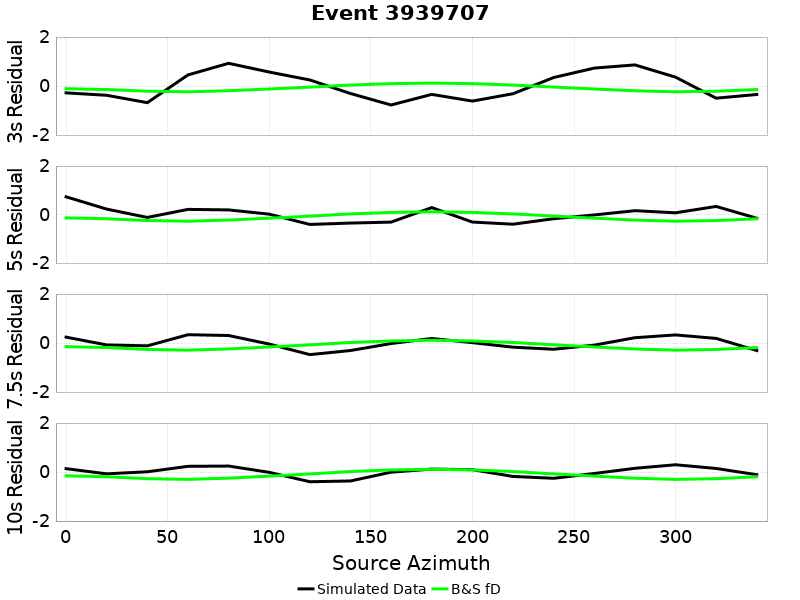 Event 3939707
3s Residual
2
0
-2
5s Residual
2
0
-2
7.5s Residual
2
0
-2
10s Residual
2
0
-2
0 50 100 150 200 250 300
Source Azimuth
Simulated Data B&S fD